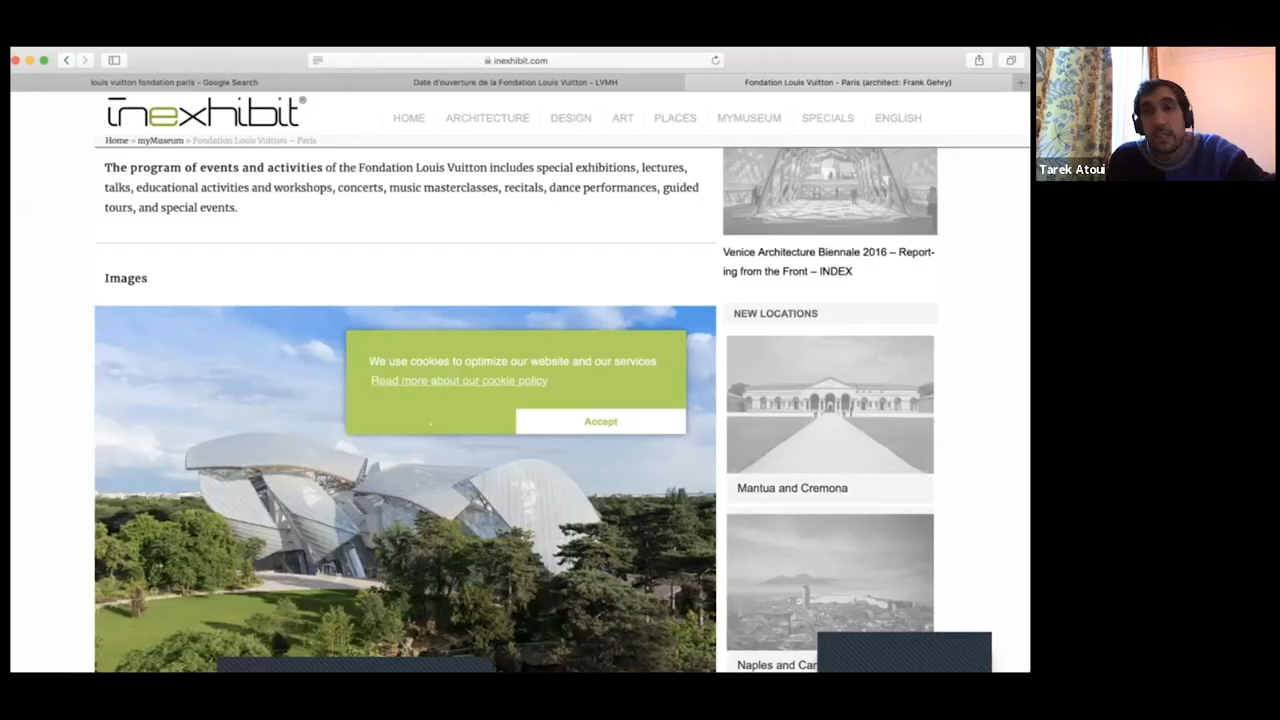 inexhibit.com
louis vuitton fondation paris - Google Search
Date d'ouverture de la Fondation Louis Vuitton - LVMH
Fondation Louis Vuitton - Paris (architect: Frank Gehry)
inexhibit®
HOME
ARCHITECTURE
DESIGN
ART
PLACES
MYMUSEUM
SPECIALS
ENGLISH
Home » myMuseum » Fondation Louis Vuitton – Paris
The program of events and activities of the Fondation Louis Vuitton includes special exhibitions, lectures,
talks, educational activities and workshops, concerts, music masterclasses, recitals, dance performances, guided
tours, and special events.
Images
We use cookies to optimize our website and our services
Read more about our cookie policy
Accept
Venice Architecture Biennale 2016 – Report-
ing from the Front – INDEX
NEW LOCATIONS
Mantua and Cremona
Naples and
Tarek Atoui